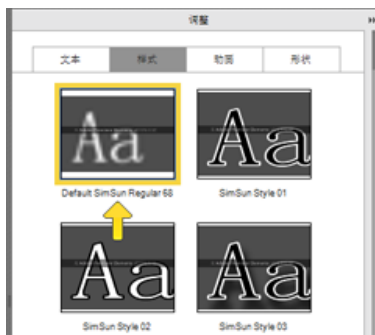 调整
文本 样式 动画 形状
Aa Aa
Default SimSun Regular 68 SimSun Style 01
Aa Aa
SimSun Style 02 SimSun Style 03